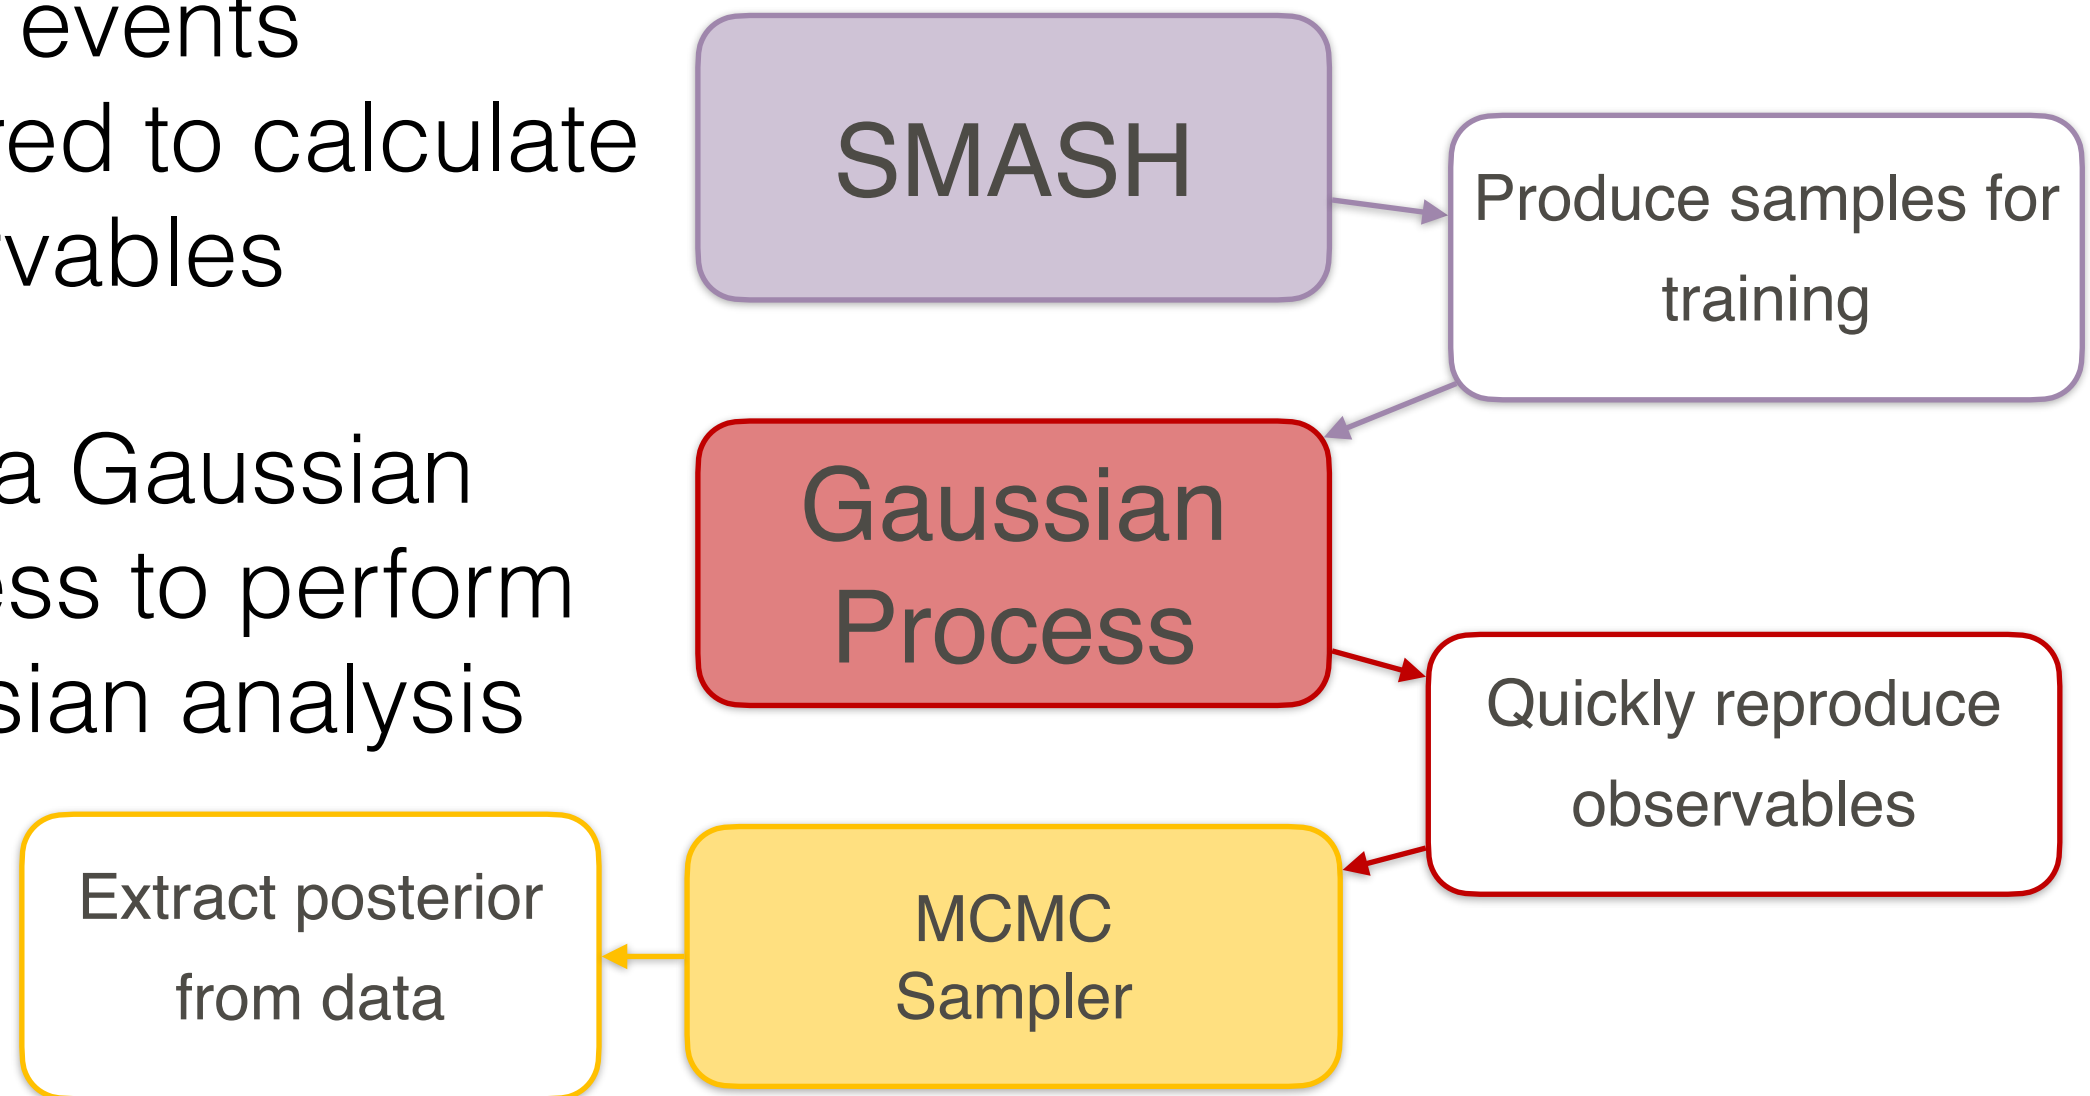 events
red to calculate
rvables
a Gaussian
ess to perform
sian analysis
SMASH
Produce samples for
training
Gaussian
Process
Quickly reproduce
observables
MCMC
Sampler
Extract posterior
from data